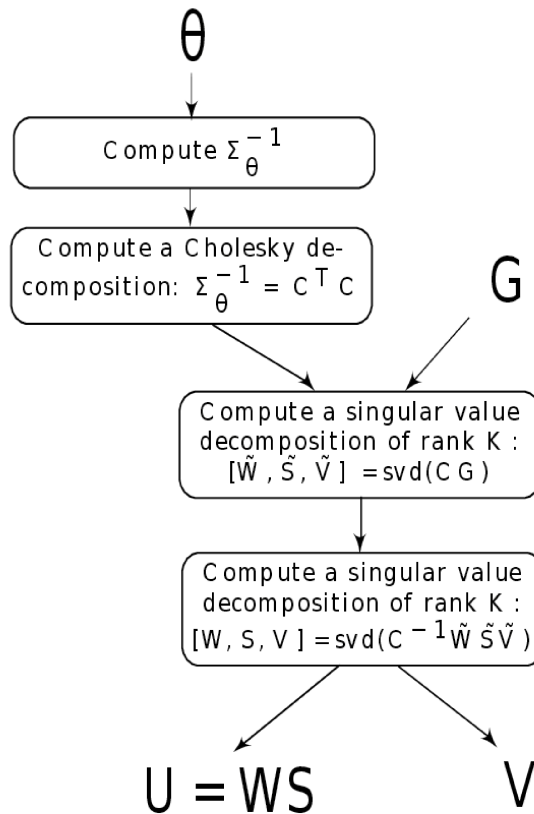 θ
Compute Σ_θ^{-1}
Compute a Cholesky de-
composition: Σ_θ^{-1} = C^T C
G
Compute a singular value
decomposition of rank K :
[W̃, S̃, Ṽ] = svd(CG)
Compute a singular value
decomposition of rank K :
[W, S, V] = svd(C^{-1} W̃ S̃ Ṽ)
U = WS
V